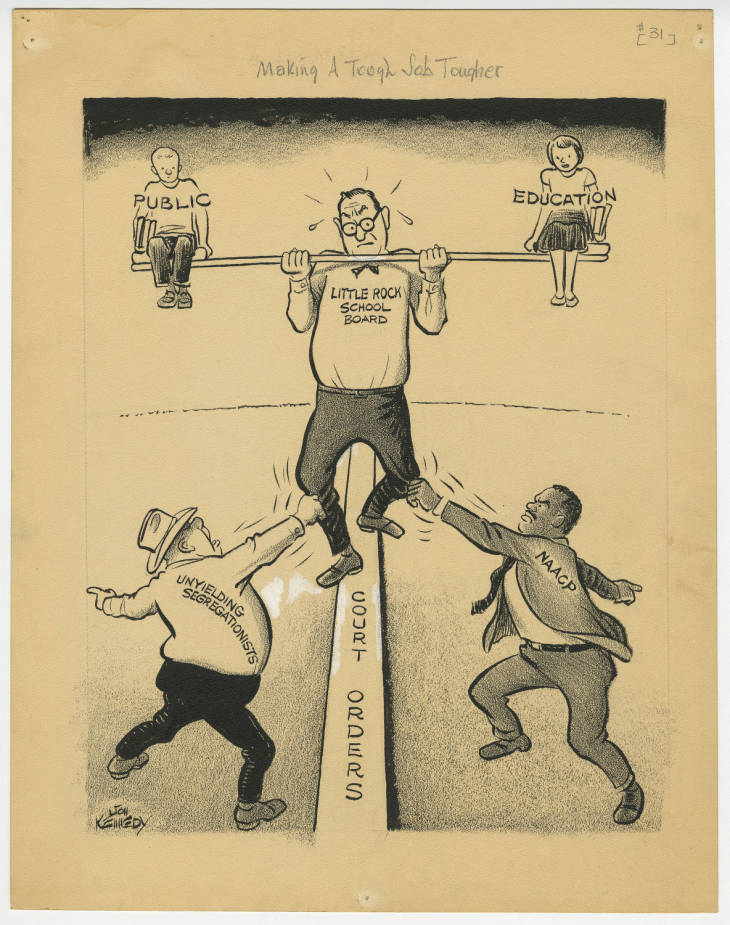 [$31]
Making A Tough Job Tougher
PUBLIC
EDUCATION
LITTLE ROCK
SCHOOL
BOARD
UNYIELDING
SEGREGATIONISTS
NAACP
COURT
ORDERS
JON
KENNEDY